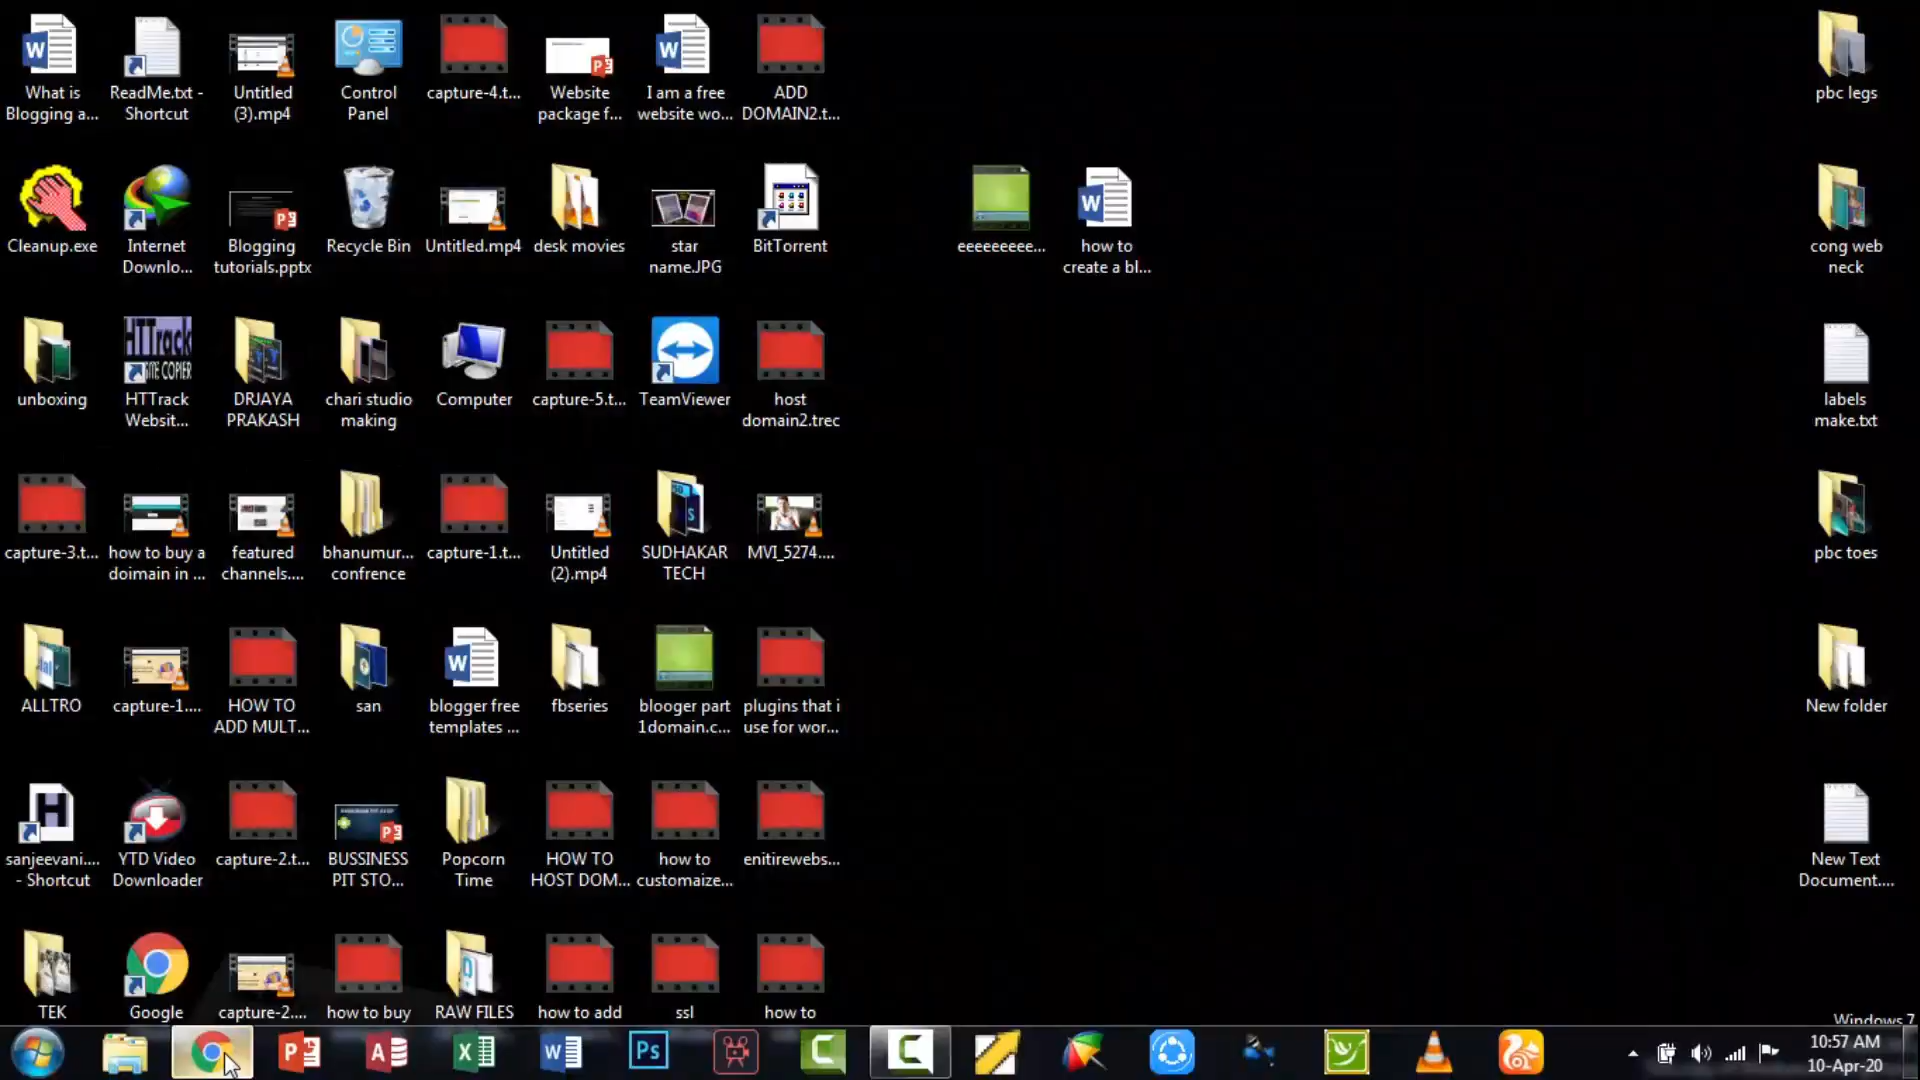 What is
Blogging a...
ReadMe.txt -
Shortcut
Untitled
(3).mp4
Control
Panel
capture-4.t...
Website
package f...
I am a free
website wo...
ADD
DOMAIN2.t...
pbc legs
Cleanup.exe
Internet
Downlo...
Blogging
tutorials.pptx
Recycle Bin
Untitled.mp4
desk movies
star
name.JPG
BitTorrent
eeeeeeeee...
how to
create a bl...
cong web
neck
unboxing
HTTrack
Websit...
DRJAYA
PRAKASH
chari studio
making
Computer
capture-5.t...
TeamViewer
host
domain2.trec
labels
make.txt
capture-3.t...
how to buy a
doimain in ...
featured
channels....
bhanumur...
confrence
capture-1.t...
Untitled
(2).mp4
SUDHAKAR
TECH
MVI_5274....
pbc toes
ALLTRO
capture-1....
HOW TO
ADD MULT...
san
blogger free
templates ...
fbseries
blooger part
1domain.c...
plugins that i
use for wor...
New folder
sanjeevani....
- Shortcut
YTD Video
Downloader
capture-2.t...
BUSSINESS
PIT STO...
Popcorn
Time
HOW TO
HOST DOM...
how to
customaize...
enitirewebs...
New Text
Document....
TEK
Google
capture-2....
how to buy
RAW FILES
how to add
ssl
how to
Windows 7
10:57 AM
10-Apr-20